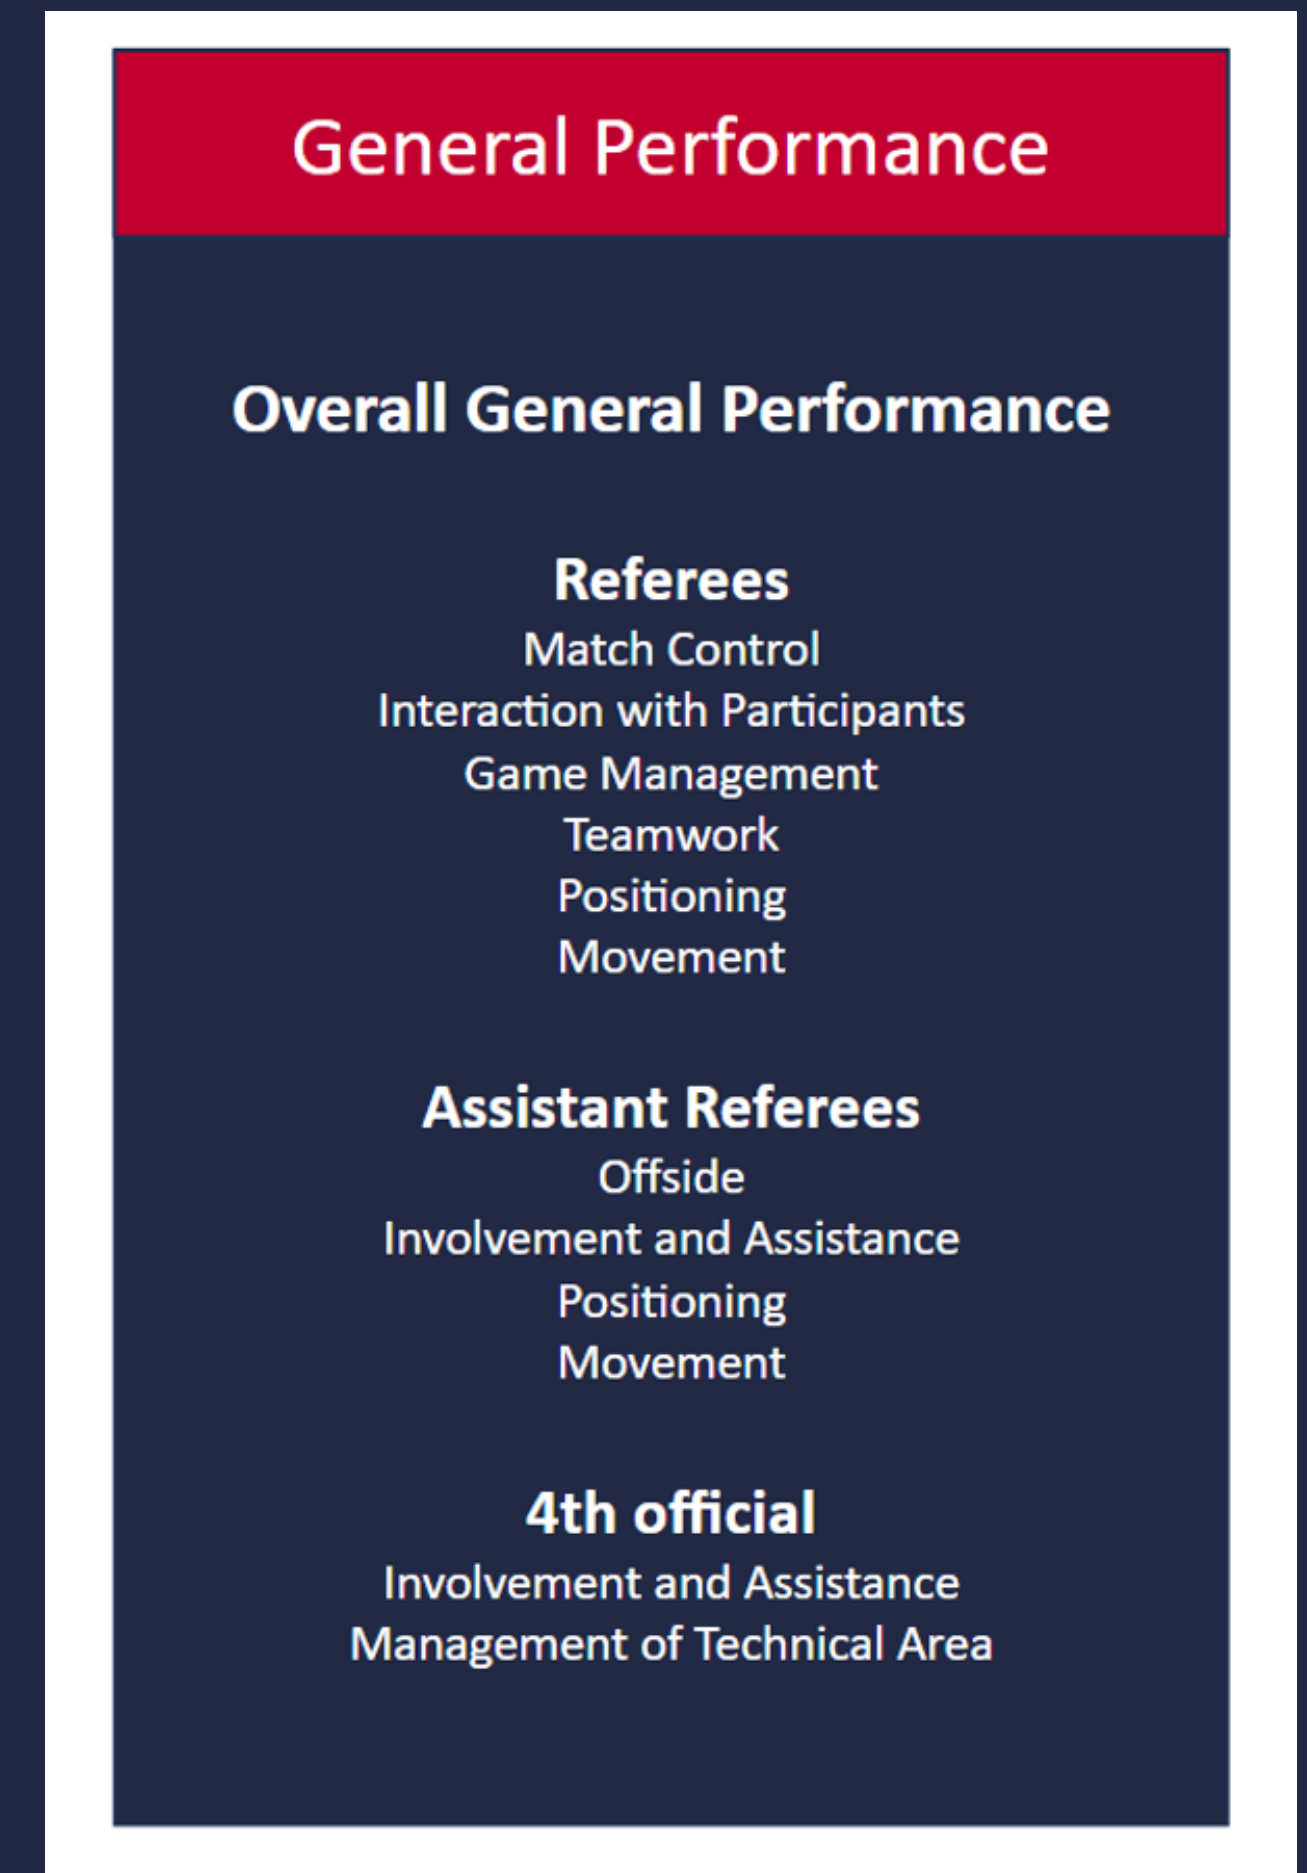 General Performance
Overall General Performance
Referees
Match Control
Interaction with Participants
Game Management
Teamwork
Positioning
Movement
Assistant Referees
Offside
Involvement and Assistance
Positioning
Movement
4th official
Involvement and Assistance
Management of Technical Area